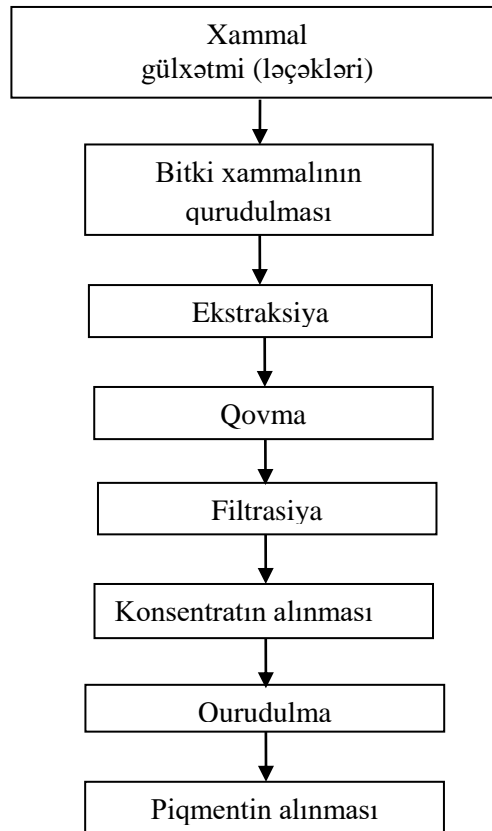 Xammal
gülxətmi (ləçəkləri)
Bitki xammalının
qurudulması
Ekstraksiya
Qovma
Filtrasiya
Konsentratın alınması
Ourudulma
Piqmentin alınması